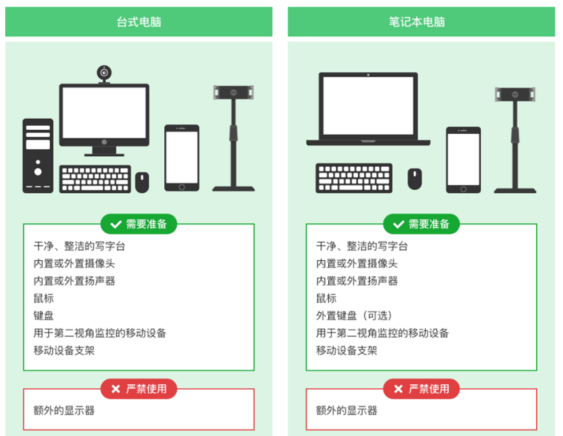 台式电脑
需要准备
干净、整洁的写字台
内置或外置摄像头
内置或外置扬声器
鼠标
键盘
用于第二视角监控的移动设备
移动设备支架
严禁使用
额外的显示器
笔记本电脑
需要准备
干净、整洁的写字台
内置或外置摄像头
内置或外置扬声器
鼠标
外置键盘（可选）
用于第二视角监控的移动设备
移动设备支架
严禁使用
额外的显示器